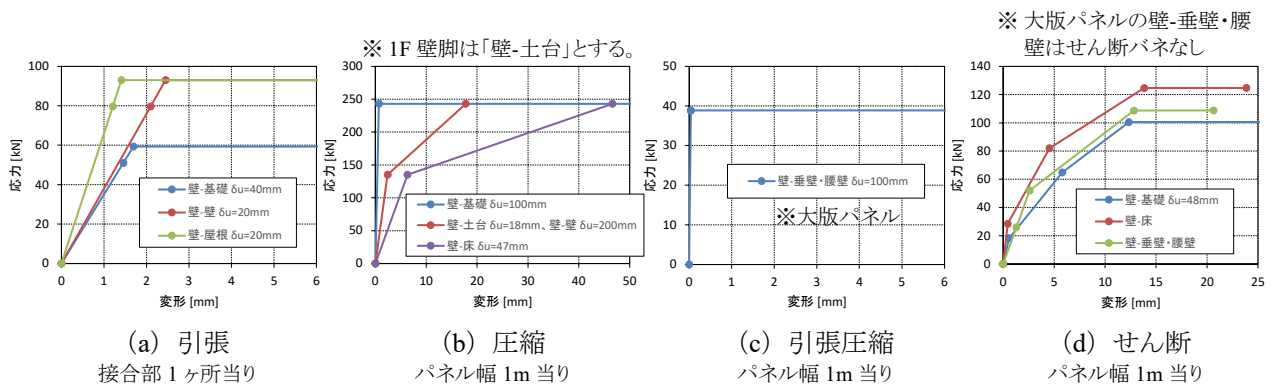 ※ 1F 壁脚は「壁-土台」とする。
※ 大版パネルの壁-垂壁・腰
壁はせん断バネなし
応力 [kN]
100
80
60
40
20
0
0 1 2 3 4 5 6
変形 [mm]
壁-基礎 δu=40mm
壁-壁 δu=20mm
壁-屋根 δu=20mm
(a) 引張
接合部 1 ヶ所当り
応力 [kN]
300
250
200
150
100
50
0
0 10 20 30 40 50
変形 [mm]
壁-基礎 δu=100mm
壁-土台 δu=18mm、壁-壁 δu=200mm
壁-床 δu=47mm
(b) 圧縮
パネル幅 1m 当り
応力 [kN]
50
40
30
20
10
0
0 1 2 3 4 5 6
変形 [mm]
壁-垂壁・腰壁 δu=100mm
※大版パネル
(c) 引張圧縮
パネル幅 1m 当り
応力 [kN]
140
120
100
80
60
40
20
0
0 5 10 15 20 25
変形 [mm]
壁-基礎 δu=48mm
壁-床
壁-垂壁・腰壁
(d) せん断
パネル幅 1m 当り